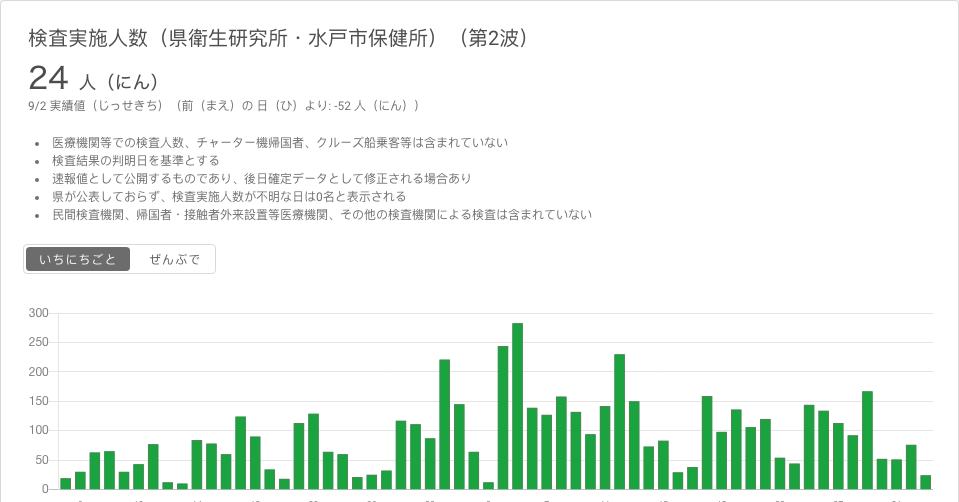 検査実施人数（県衛生研究所・水戸市保健所）（第2波）
24 人（にん）
9/2 実績値（じっせきち）（前（まえ）の 日（ひ）より: -52 人（にん））
• 医療機関等での検査人数、チャーター機帰国者、クルーズ船乗客等は含まれていない
• 検査結果の判明日を基準とする
• 速報値として公開するものであり、後日確定データとして修正される場合あり
• 県が公表しておらず、検査実施人数が不明な日は0名と表示される
• 民間検査機関、帰国者・接触者外来設置等医療機関、その他の検査機関による検査は含まれていない
いちにちごと ぜんぶで
300
250
200
150
100
50
0